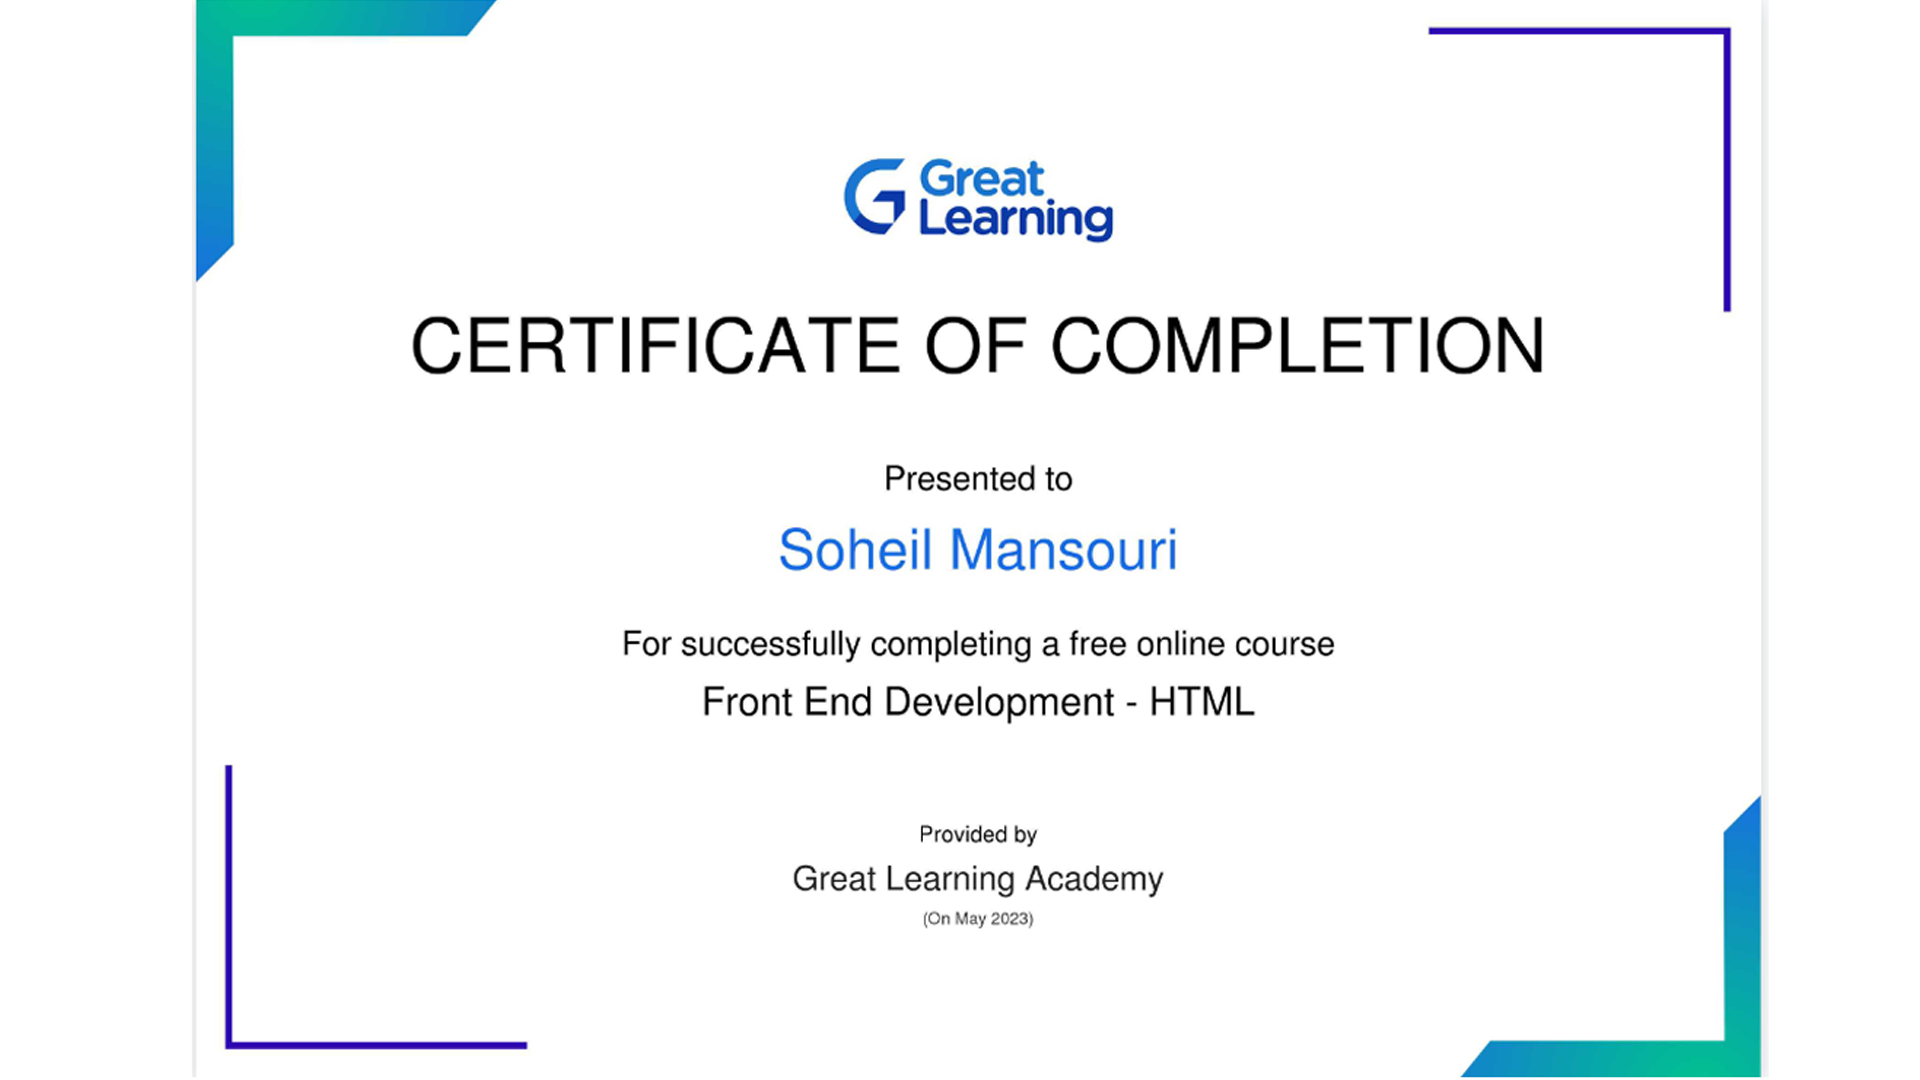 Great
Learning
CERTIFICATE OF COMPLETION
Presented to
Soheil Mansouri
For successfully completing a free online course
Front End Development - HTML
Provided by
Great Learning Academy
(On May 2023)